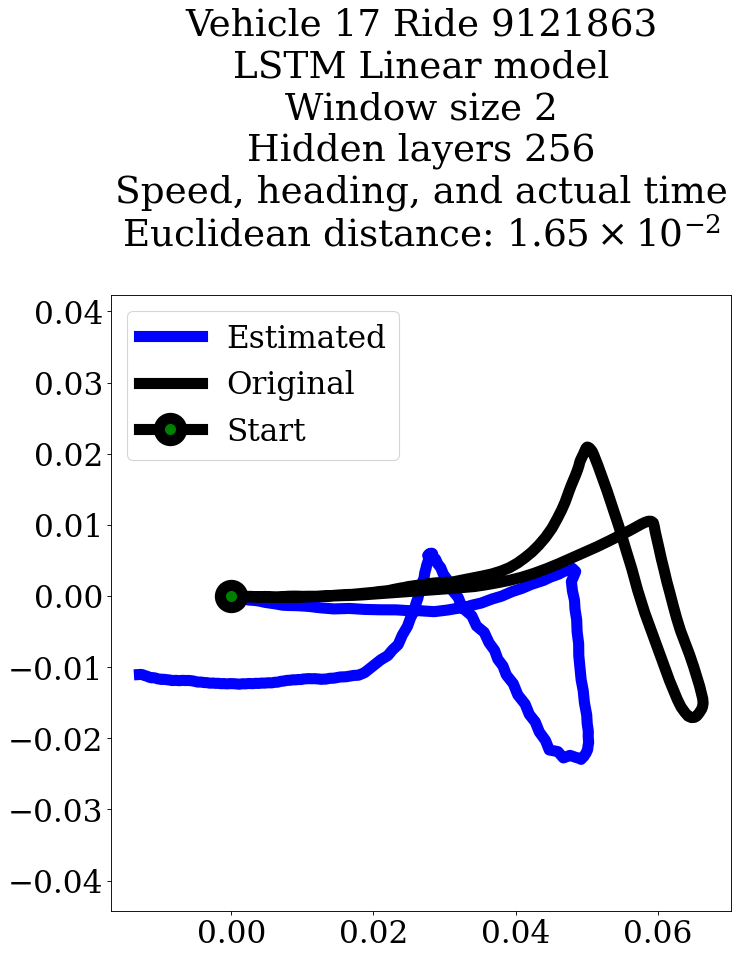 Vehicle 17 Ride 9121863
LSTM Linear model
Window size 2
Hidden layers 256
Speed, heading, and actual time
Euclidean distance: 1.65 × 10⁻²
Estimated
Original
Start
0.04
0.03
0.02
0.01
0.00
−0.01
−0.02
−0.03
−0.04
0.00 0.02 0.04 0.06